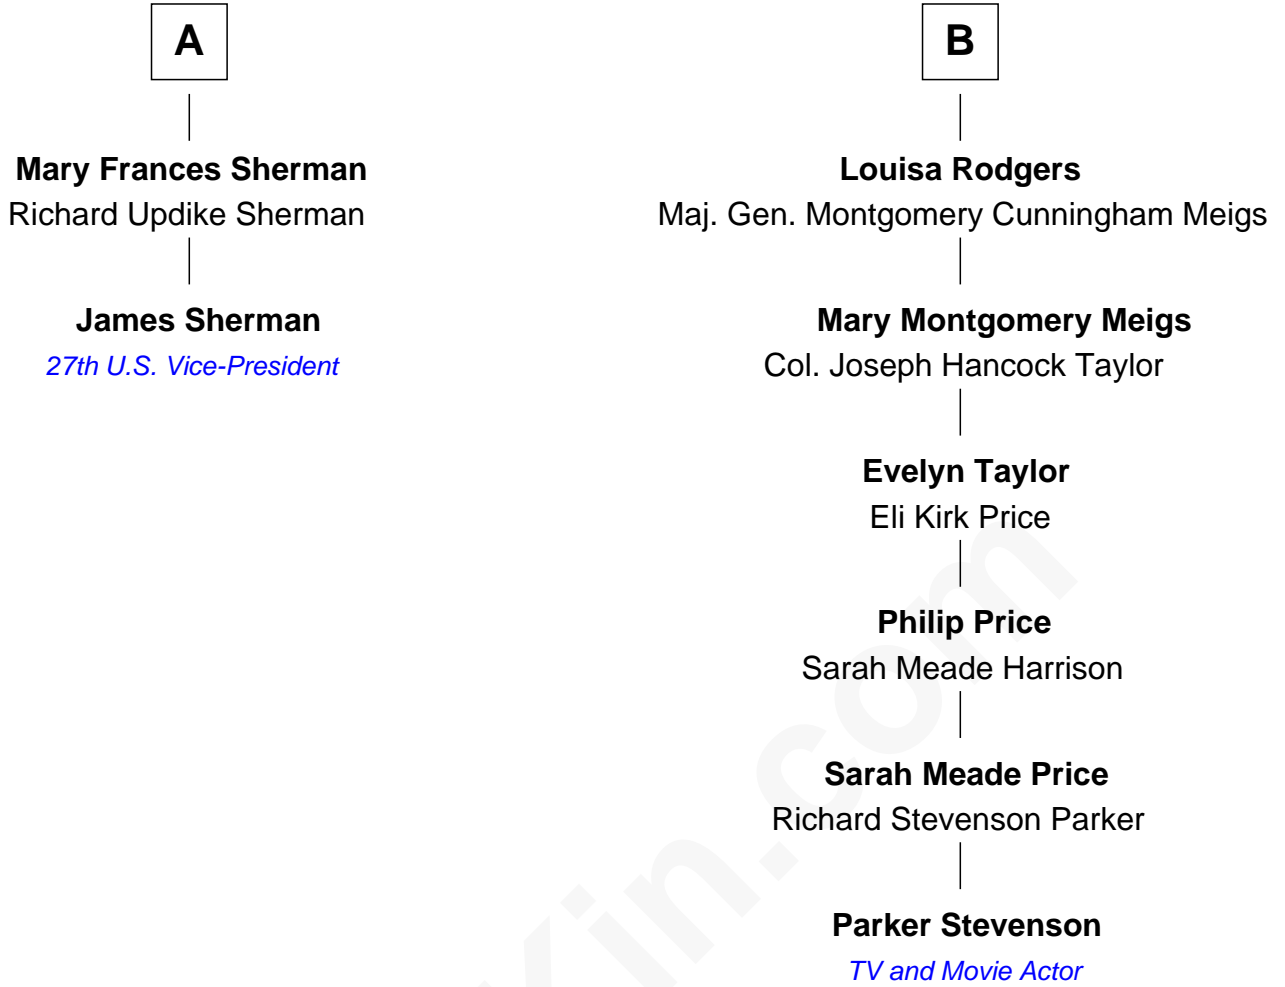 A
Mary Frances Sherman
Richard Updike Sherman
James Sherman
27th U.S. Vice-President
B
Louisa Rodgers
Maj. Gen. Montgomery Cunningham Meigs
Mary Montgomery Meigs
Col. Joseph Hancock Taylor
Evelyn Taylor
Eli Kirk Price
Philip Price
Sarah Meade Harrison
Sarah Meade Price
Richard Stevenson Parker
Parker Stevenson
TV and Movie Actor
Kin.com